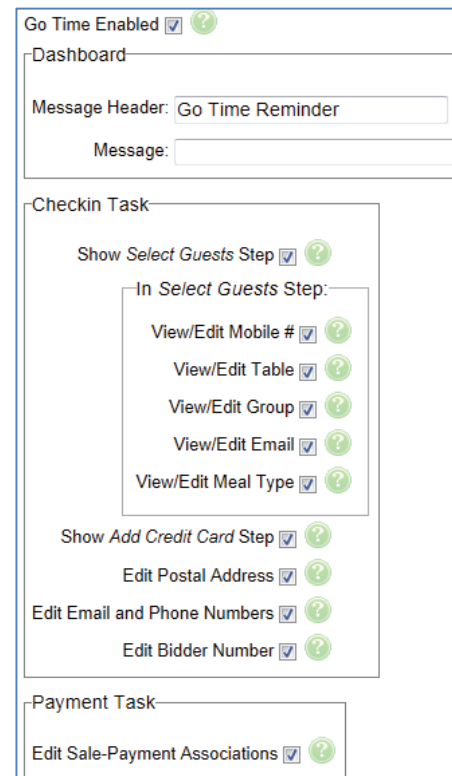 Go Time Enabled ?
Dashboard
Message Header: Go Time Reminder
Message:
Checkin Task
Show Select Guests Step ?
In Select Guests Step:
View/Edit Mobile # ?
View/Edit Table ?
View/Edit Group ?
View/Edit Email ?
View/Edit Meal Type ?
Show Add Credit Card Step ?
Edit Postal Address ?
Edit Email and Phone Numbers ?
Edit Bidder Number ?
Payment Task
Edit Sale-Payment Associations ?